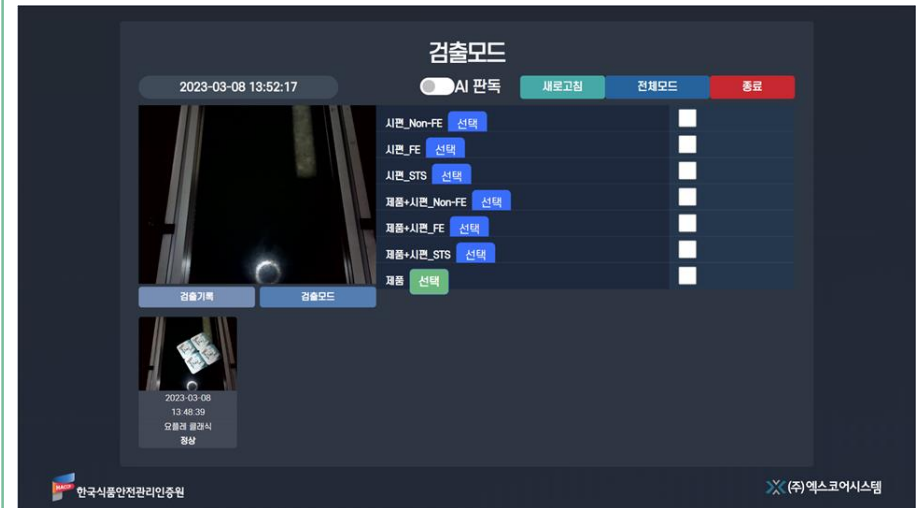 검출모드
2023-03-08 13:52:17
AI 판독
새로고침
전체모드
종료
시편_Non-FE 선택
시편_FE 선택
시편_STS 선택
제품+시편_Non-FE 선택
제품+시편_FE 선택
제품+시편_STS 선택
제품 선택
검출기록
검출모드
2023-03-08
13:48:39
요플레 클래식
정상
HACCP 한국식품안전관리인증원
(주)엑스코어시스템